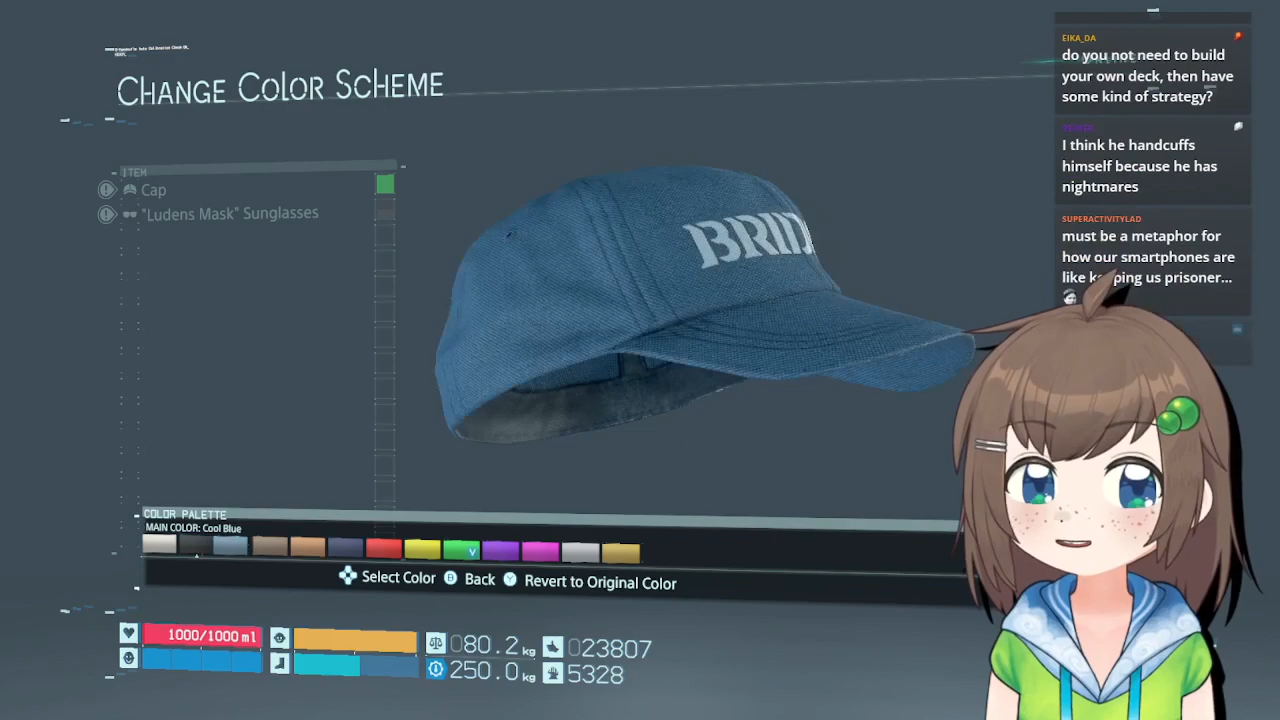 CHANGE COLOR SCHEME
ITEM
Cap
"Ludens Mask" Sunglasses
BRID
COLOR PALETTE
MAIN COLOR: Cool Blue
Select Color B Back Y Revert to Original Color
1000/1000 ml
080.2 kg
023807
250.0 kg
5328
EIKA_DA
do you not need to build
your own deck, then have
some kind of strategy?
I think he handcuffs
himself because he has
nightmares
SUPERACTIVITYLAD
must be a metaphor for
how our smartphones are
like keeping us prisoner...